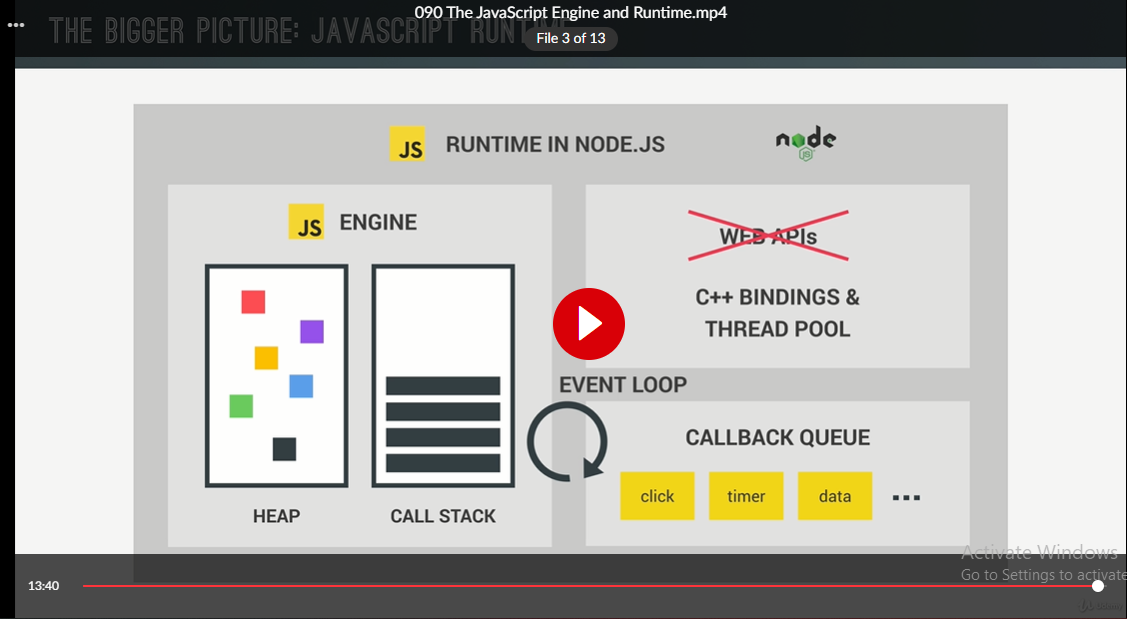 090 The JavaScript Engine and Runtime.mp4
THE BIGGER PICTURE: JAVASCRIPT RUNTIME
File 3 of 13
JS
RUNTIME IN NODE.JS
node
JS
JS
ENGINE
HEAP
CALL STACK
WEB APIs
C++ BINDINGS &
THREAD POOL
EVENT LOOP
CALLBACK QUEUE
click
timer
data
...
Activate Windows
Go to Settings to activate
13:40